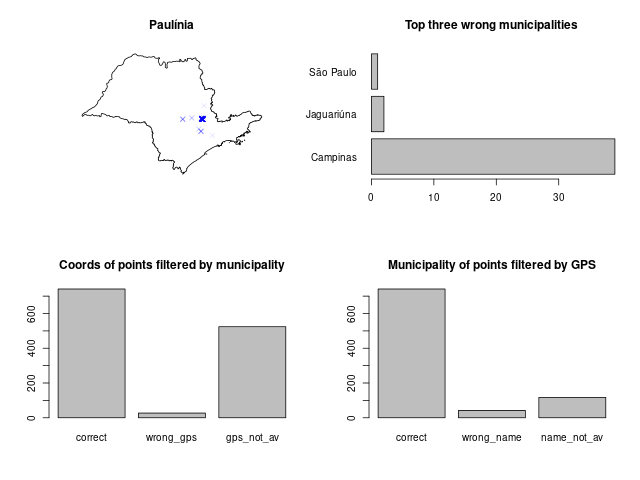 Paulínia
Top three wrong municipalities
São Paulo
Jaguariúna
Campinas
0 10 20 30
Coords of points filtered by municipality
0 200 400 600
correct wrong_gps gps_not_av
Municipality of points filtered by GPS
0 200 400 600
correct wrong_name name_not_av